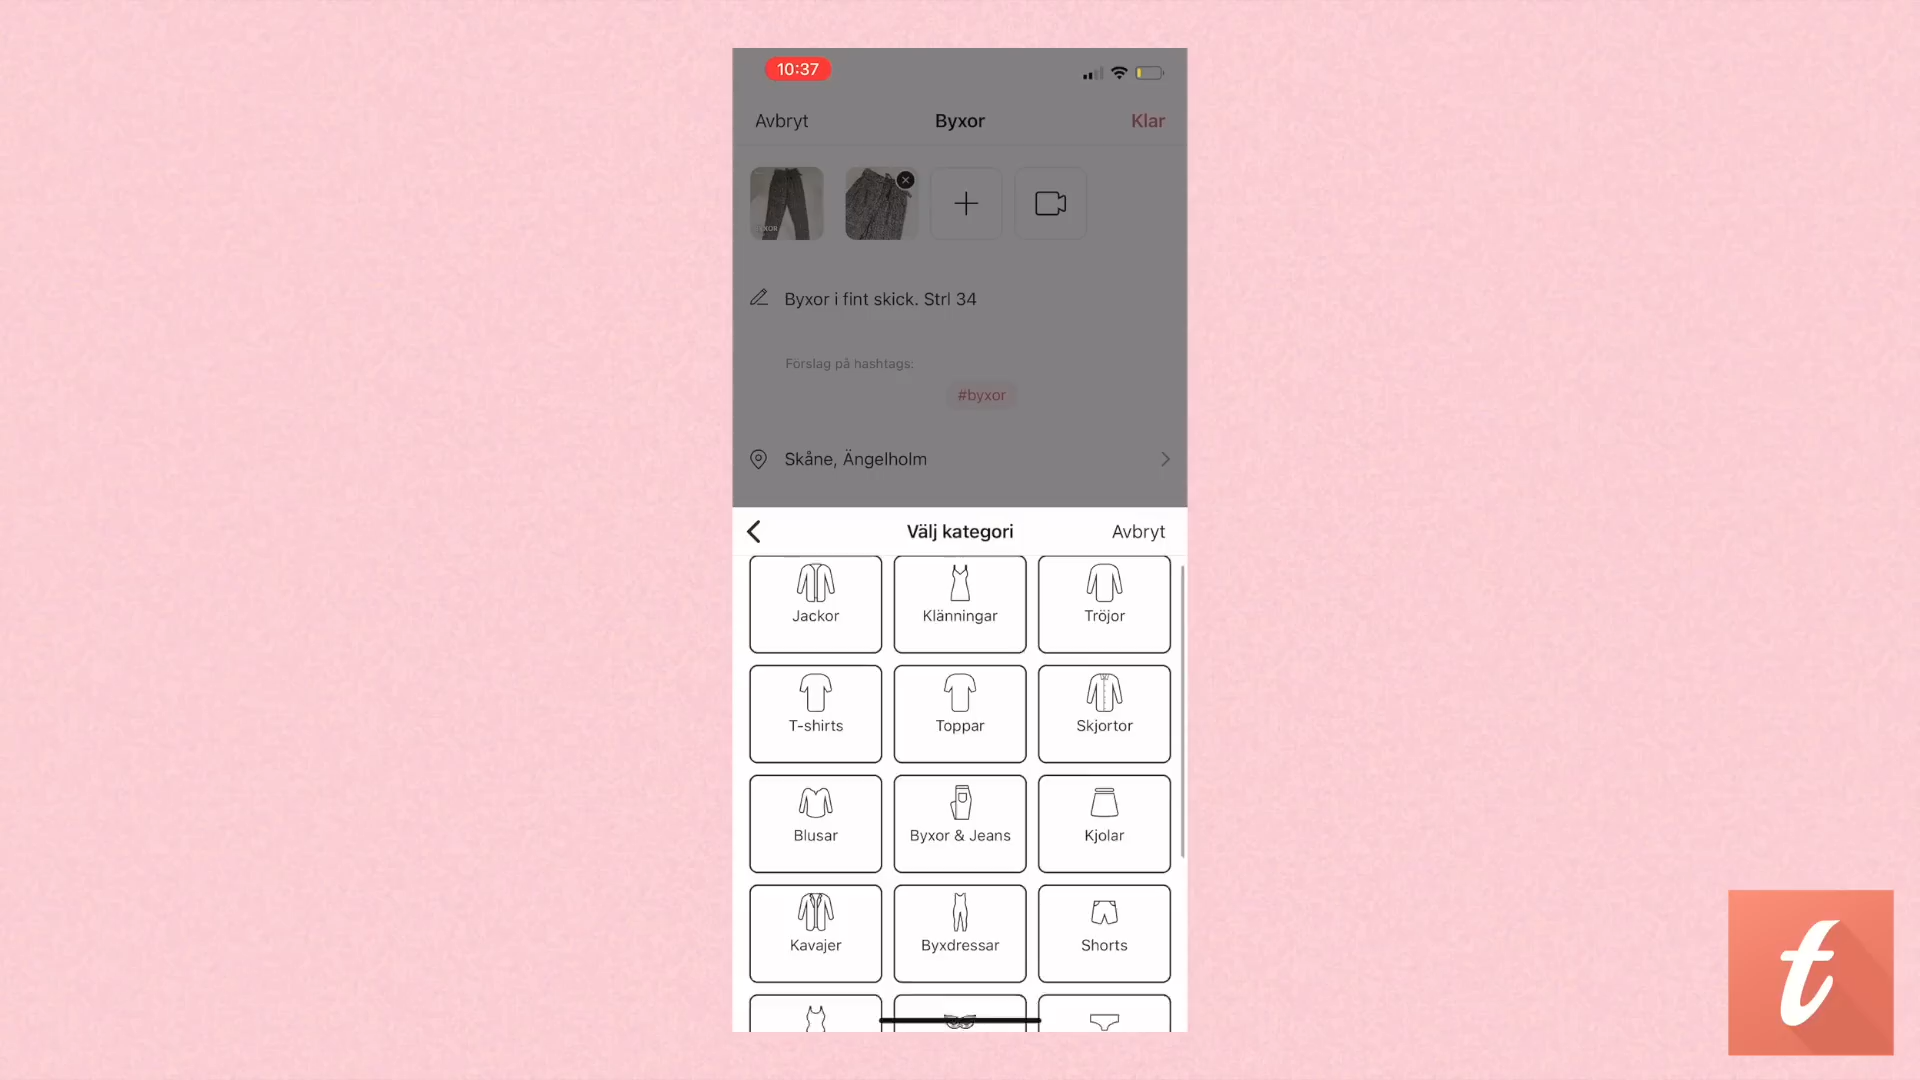 10:37
Avbryt
Byxor
Klar
Byxor i fint skick. Strl 34
Förslag på hashtags:
#byxor
Skåne, Ängelholm
Välj kategori
Avbryt
Jackor
Klänningar
Tröjor
T-shirts
Toppar
Skjortor
Blusar
Byxor & Jeans
Kjolar
Kavajer
Byxdressar
Shorts
t